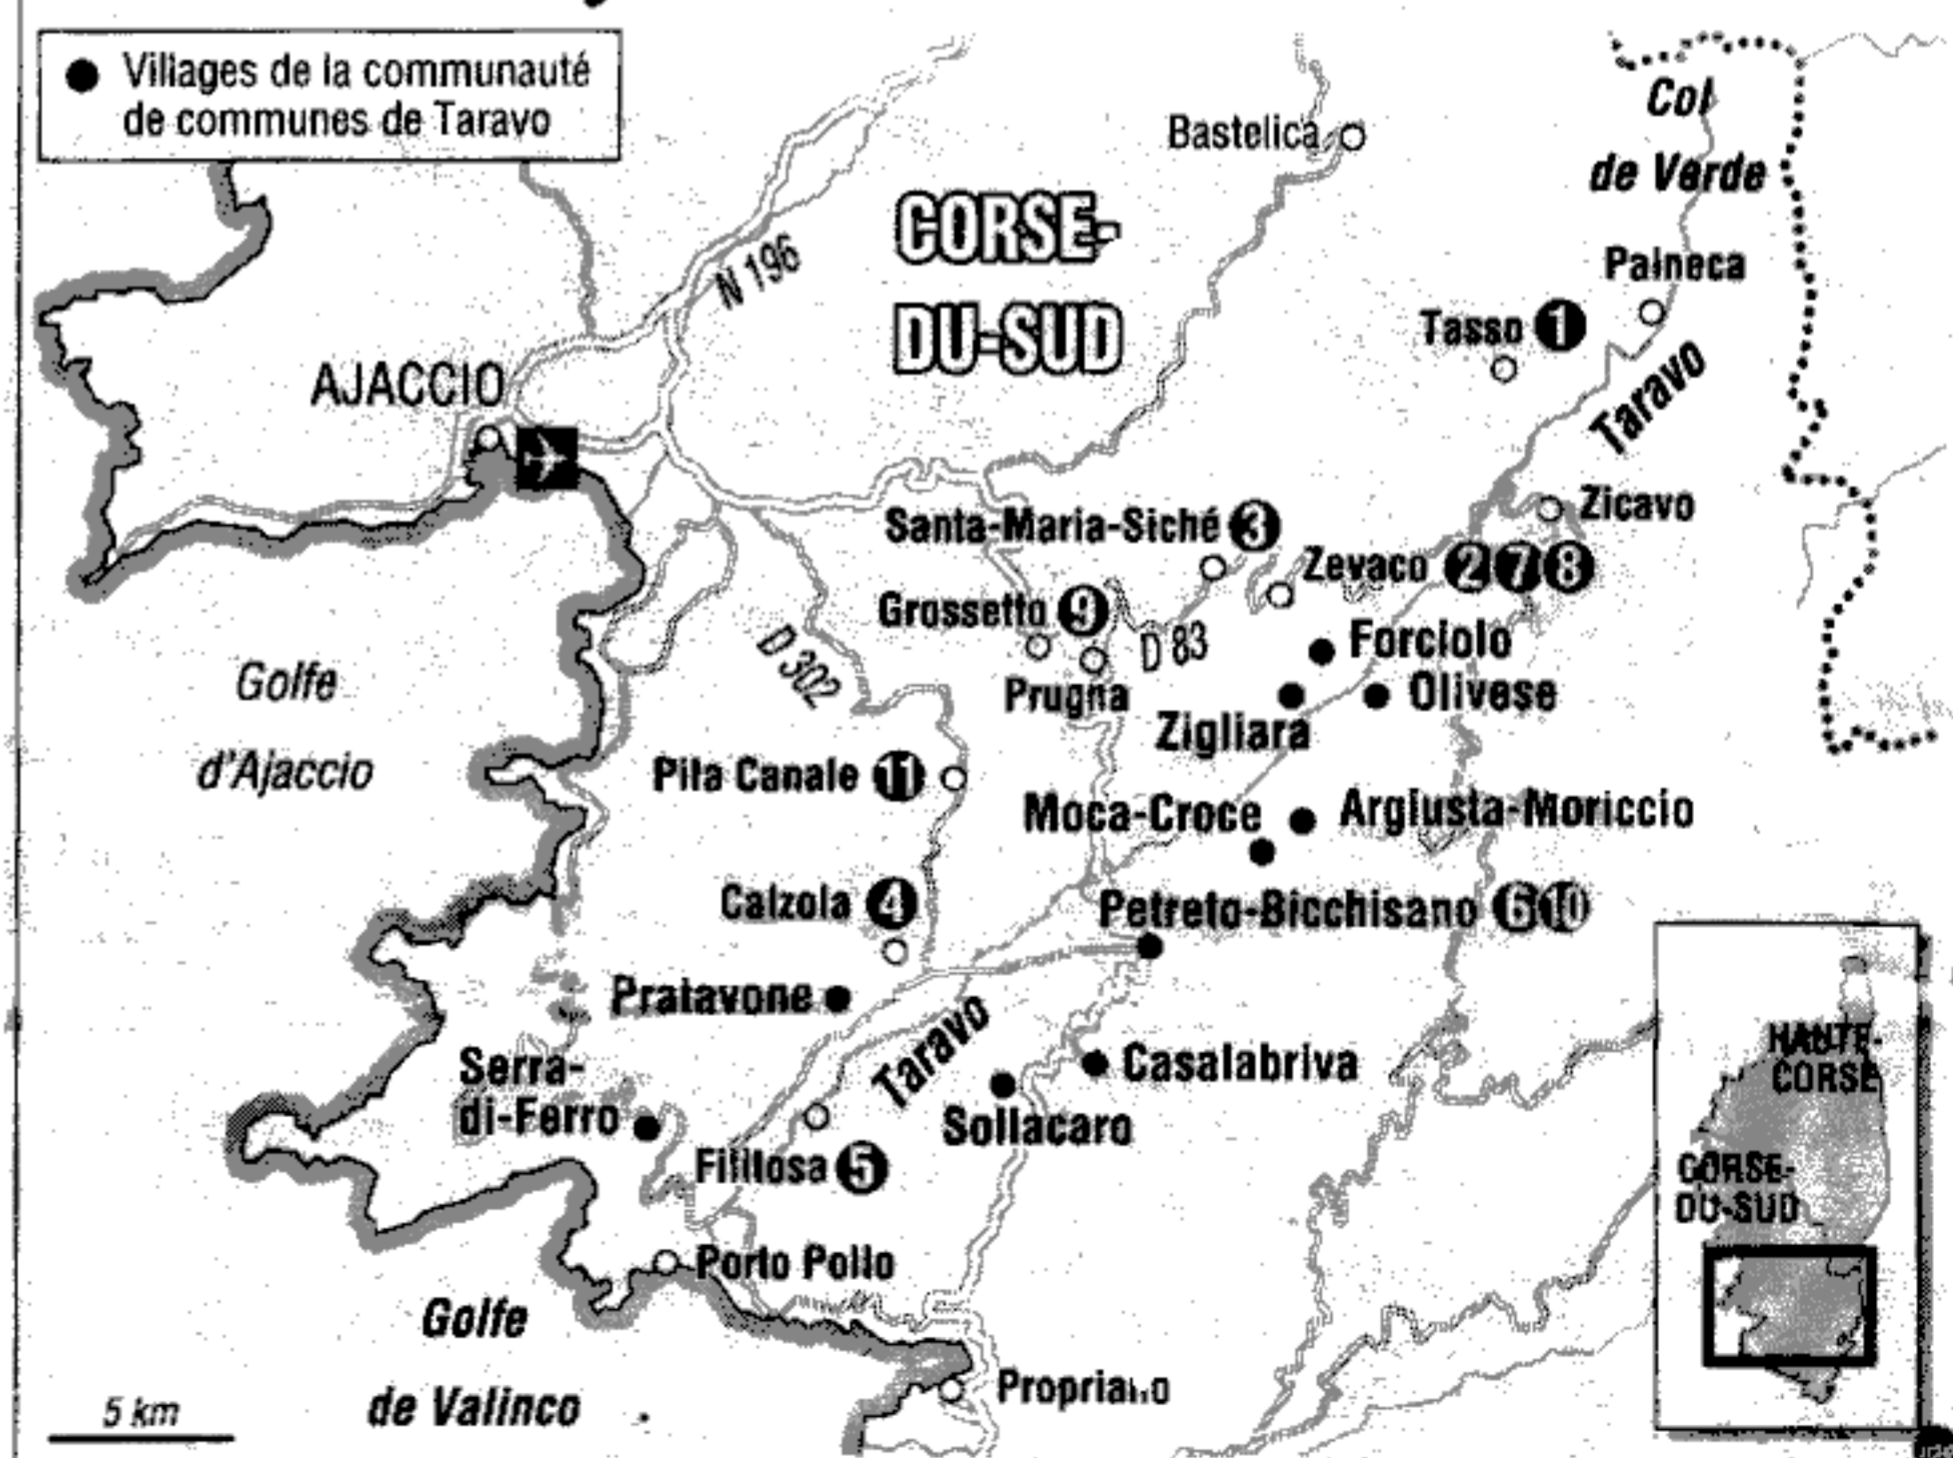 Villages de la communauté
de communes de Taravo
Bastelica
Col
de Verde
CORSE-
DU-SUD
N 196
Palneca
Tasso 1
AJACCIO
Taravo
Zicavo
Santa-Maria-Siché 3
Zevaco 2 7 8
Grossetto 9
D 83
Forciolo
D 302
Prugna
Olivese
Golfe
d'Ajaccio
Zigliara
Pila Canale 11
Moca-Croce
Argiusta-Moriccio
Calzola 4
Petreto-Bicchisano 6 10
Pratavone
Taravo
Serra-
di-Ferro
Casalabriva
Sollacaro
Filitosa 5
HAUTE-
CORSE
CORSE-
DU-SUD
Porto Pollo
Golfe
de Valinco
Propriano
5 km